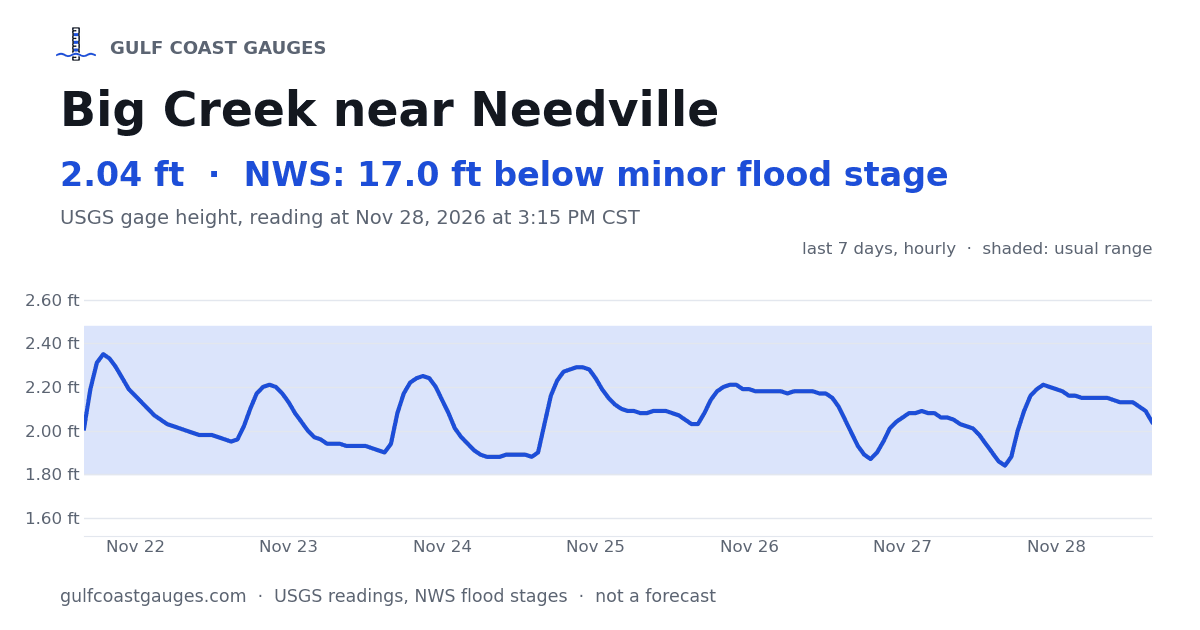 GULF COAST GAUGES
Big Creek near Needville
2.04 ft · NWS: 17.0 ft below minor flood stage
USGS gage height, reading at Nov 28, 2026 at 3:15 PM CST
last 7 days, hourly · shaded: usual range
2.60 ft
2.40 ft
2.20 ft
2.00 ft
1.80 ft
1.60 ft
Nov 22 Nov 23 Nov 24 Nov 25 Nov 26 Nov 27 Nov 28
gulfcoastgauges.com · USGS readings, NWS flood stages · not a forecast